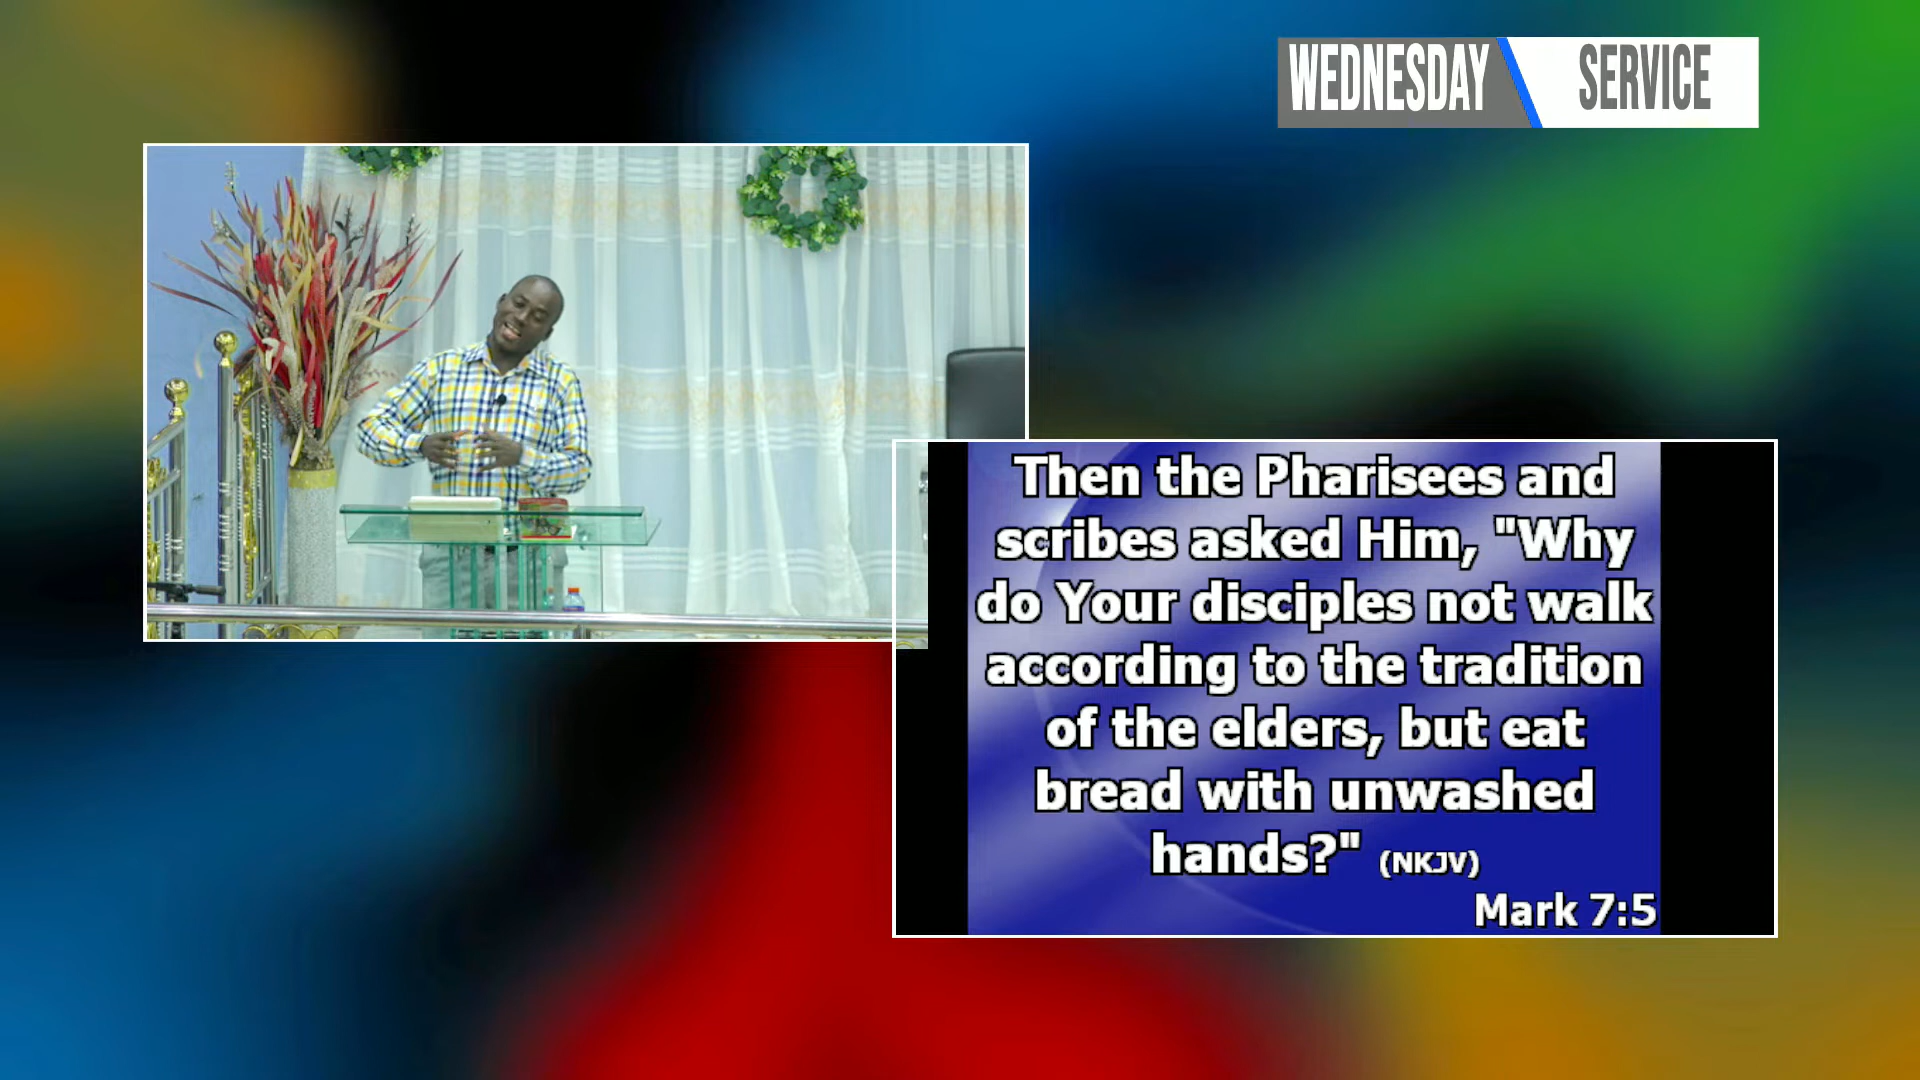 WEDNESDAY SERVICE
Then the Pharisees and
scribes asked Him, "Why
do Your disciples not walk
according to the tradition
of the elders, but eat
bread with unwashed
hands?" (NKJV)
Mark 7:5